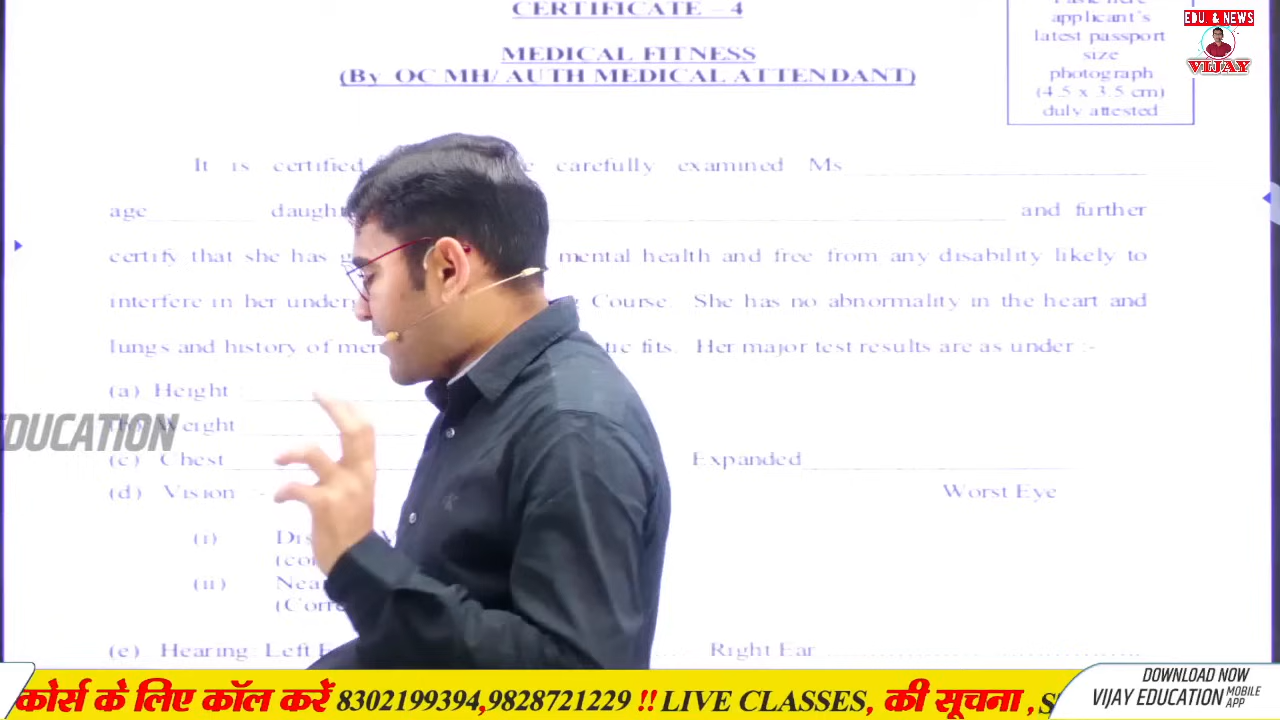 CERTIFICATE – 4
MEDICAL FITNESS
(By OC MH/ AUTH MEDICAL ATTENDANT)
applicant's
latest passport
size
photograph
(4.5 x 3.5 cm)
duly attested
EDU. & NEWS
VIJAY
It is certified carefully examined Ms
age and further
certify that she has mental health and free from any disability likely to
interfere in her Course. She has no abnormality in the heart and
lungs and history of fits. Her major test results are as under :-
(a) Height :
EDUCATION
(b) Weight
(c) Chest Expanded
(d) Vision :- Worst Eye
(i)
(ii)
(e) Hearing: Left Right Ear
कोर्स के लिए कॉल करें 8302199394,9828721229 !! LIVE CLASSES, की सूचना ,
DOWNLOAD NOW
VIJAY EDUCATION MOBILE APP